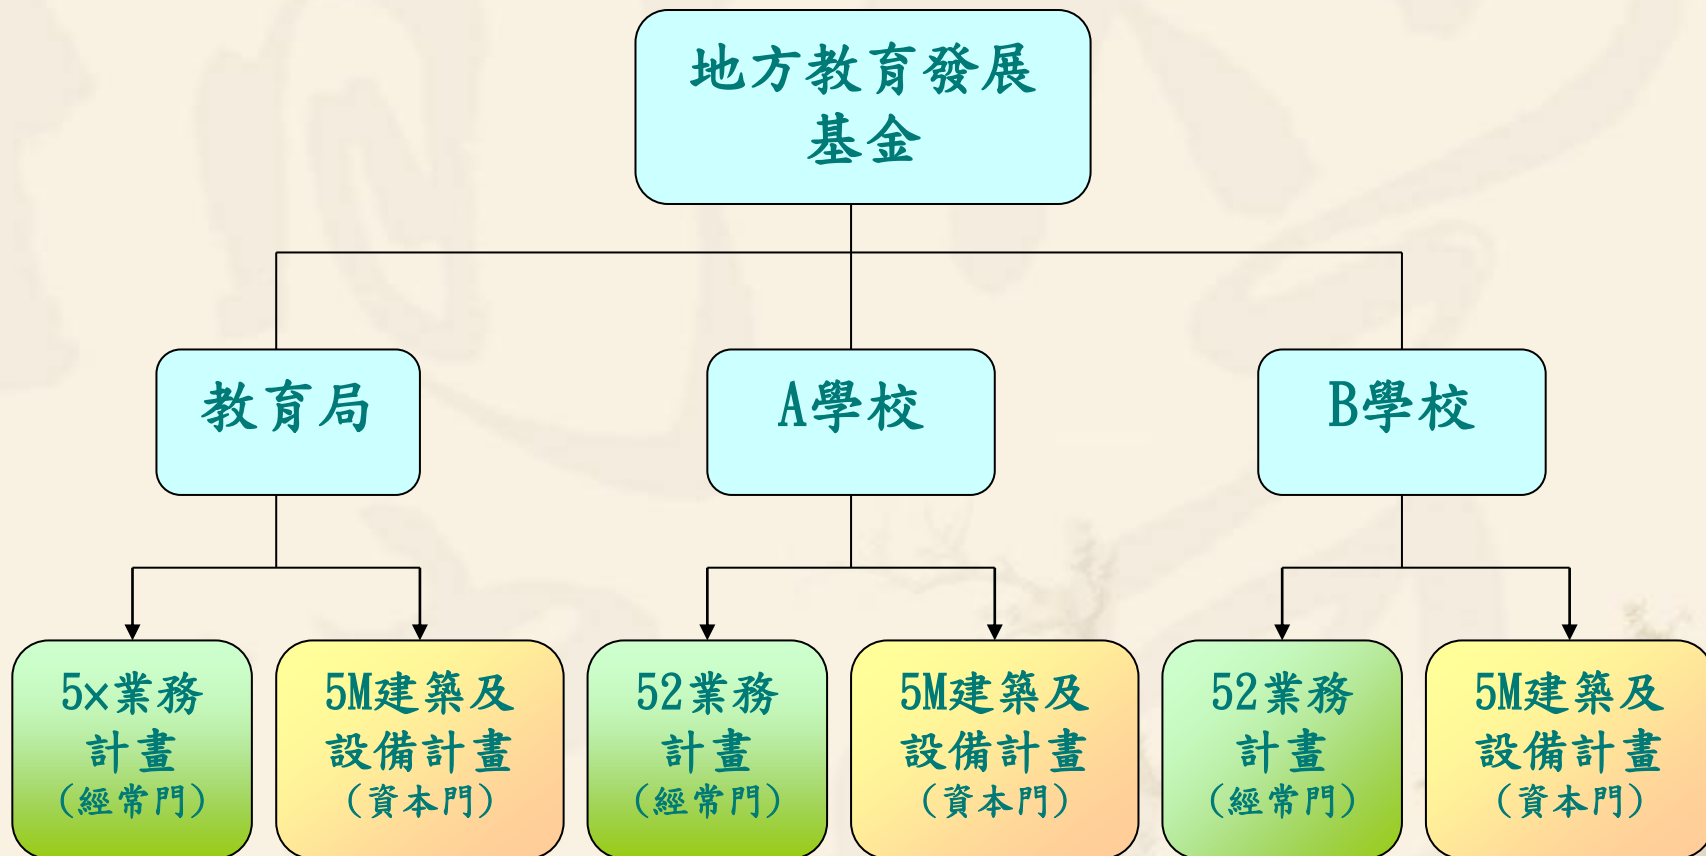 地方教育發展
基金
教育局
A學校
B學校
5×業務
計畫
(經常門)
5M建築及
設備計畫
(資本門)
52業務
計畫
(經常門)
5M建築及
設備計畫
(資本門)
52業務
計畫
(經常門)
5M建築及
設備計畫
(資本門)